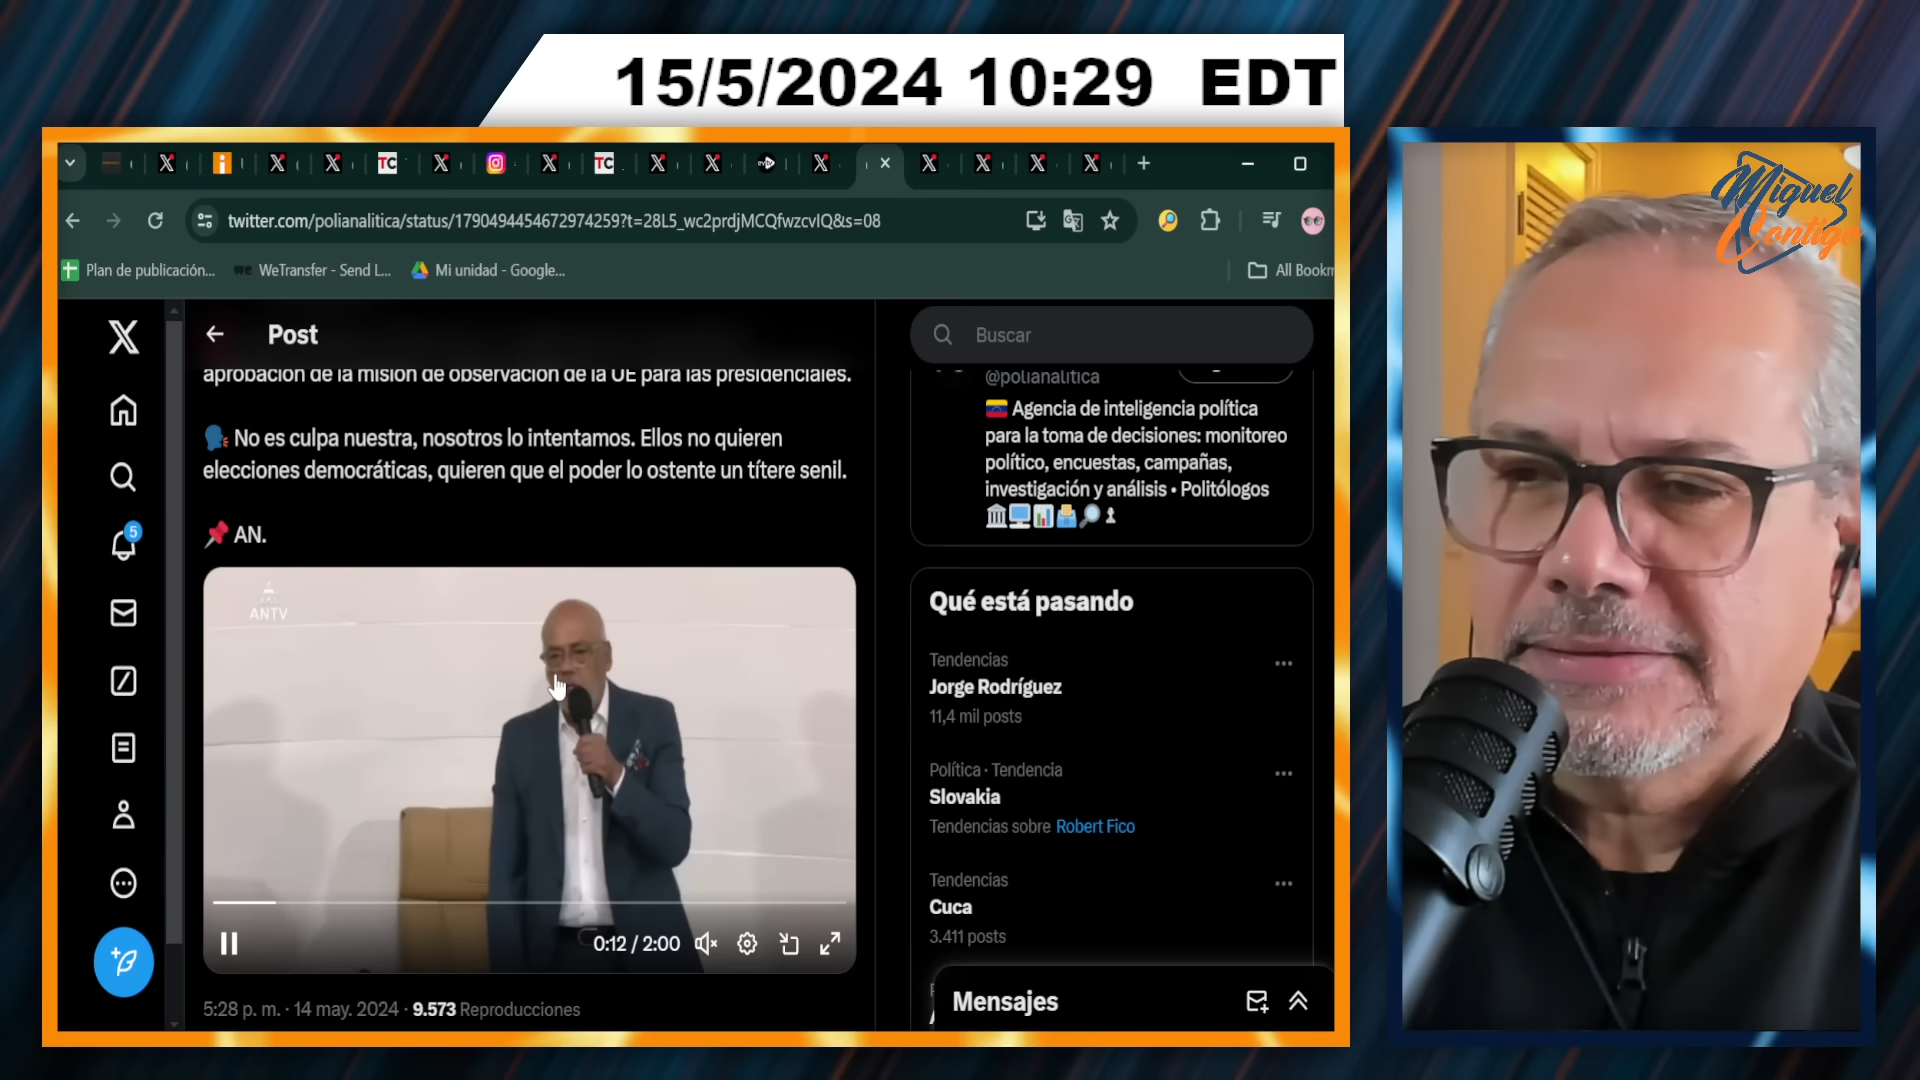 15/5/2024 10:29 EDT
Miguel
Contigo
TC
TC
twitter.com/polianalitica/status/1790494454672974259?t=28L5_wc2prdjMCQfwzcvIQ&s=08
Plan de publicación...
WeTransfer - Send L...
Mi unidad - Google...
All Bookm
Post
Buscar
aprobación de la misión de observación de la UE para las presidenciales.
No es culpa nuestra, nosotros lo intentamos. Ellos no quieren
elecciones democráticas, quieren que el poder lo ostente un títere senil.
AN.
5
ANTV
0:12 / 2:00
5:28 p. m. · 14 may. 2024 · 9.573 Reproducciones
@polianalitica
Agencia de inteligencia política
para la toma de decisiones: monitoreo
político, encuestas, campañas,
investigación y análisis • Politólogos
Qué está pasando
Tendencias
Jorge Rodríguez
11,4 mil posts
Política · Tendencia
Slovakia
Tendencias sobre Robert Fico
Tendencias
Cuca
3.411 posts
Mensajes